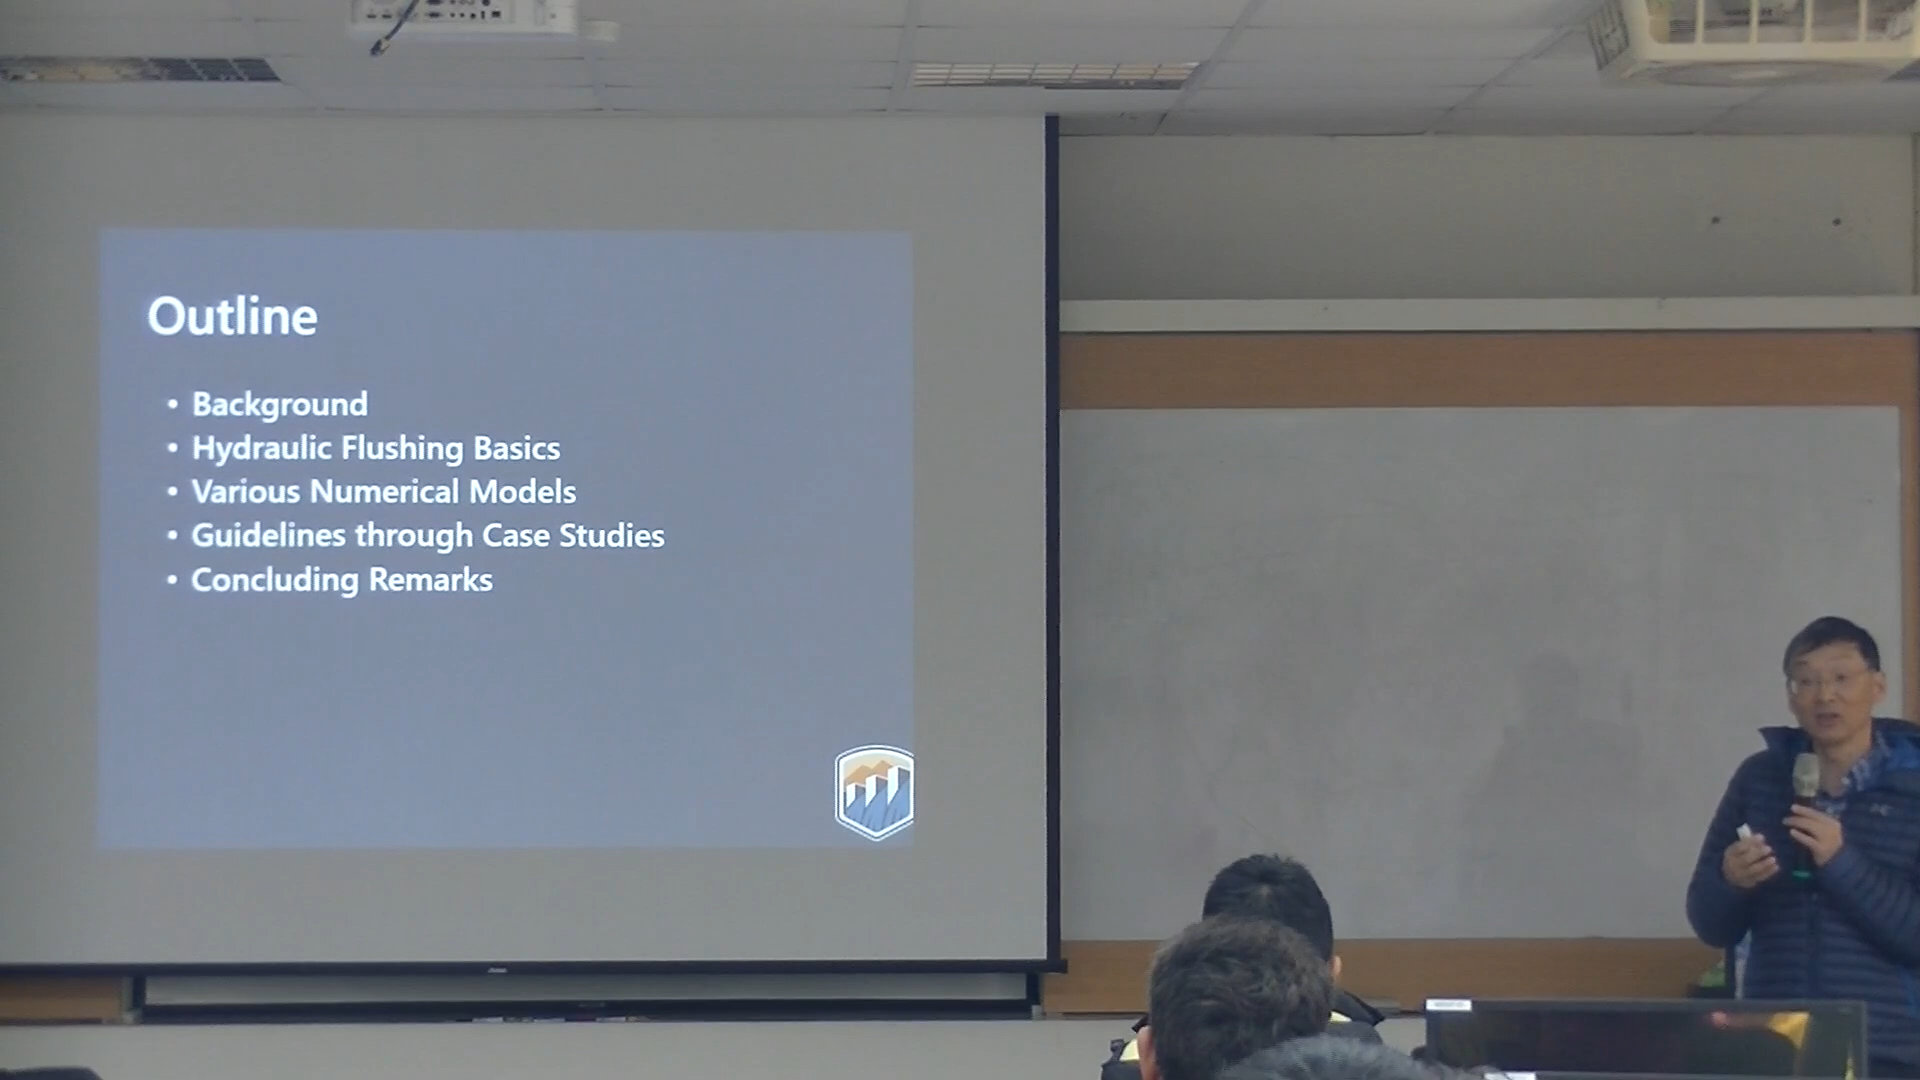 Outline
• Background
• Hydraulic Flushing Basics
• Various Numerical Models
• Guidelines through Case Studies
• Concluding Remarks